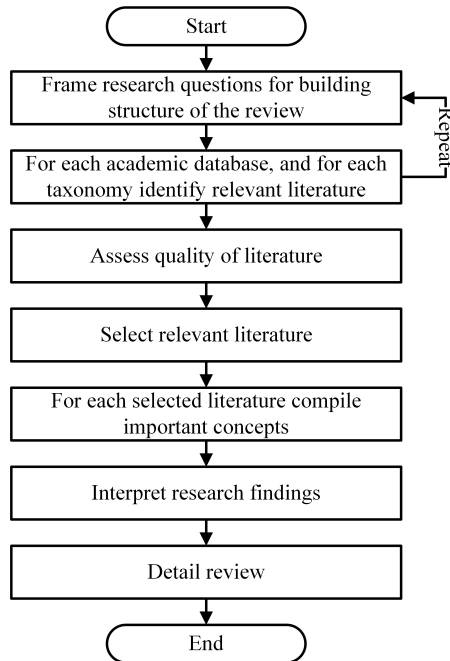 Start
Frame research questions for building
structure of the review
Repeat
For each academic database, and for each
taxonomy identify relevant literature
Assess quality of literature
Select relevant literature
For each selected literature compile
important concepts
Interpret research findings
Detail review
End